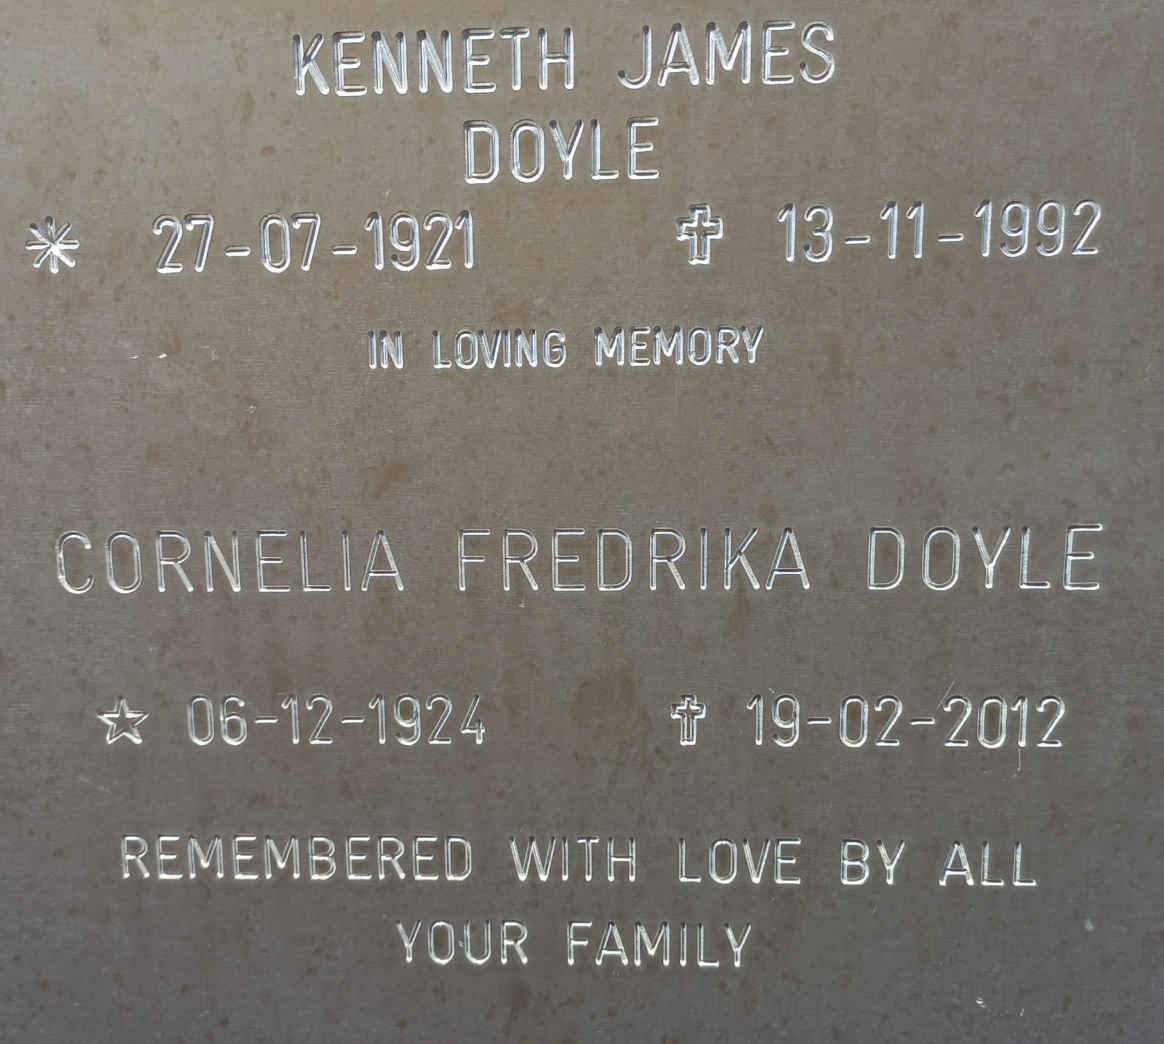 KENNETH JAMES
DOYLE
* 27-07-1921 ✝ 13-11-1992
IN LOVING MEMORY
CORNELIA FREDRIKA DOYLE
☆ 06-12-1924 ✝ 19-02-2012
REMEMBERED WITH LOVE BY ALL
YOUR FAMILY